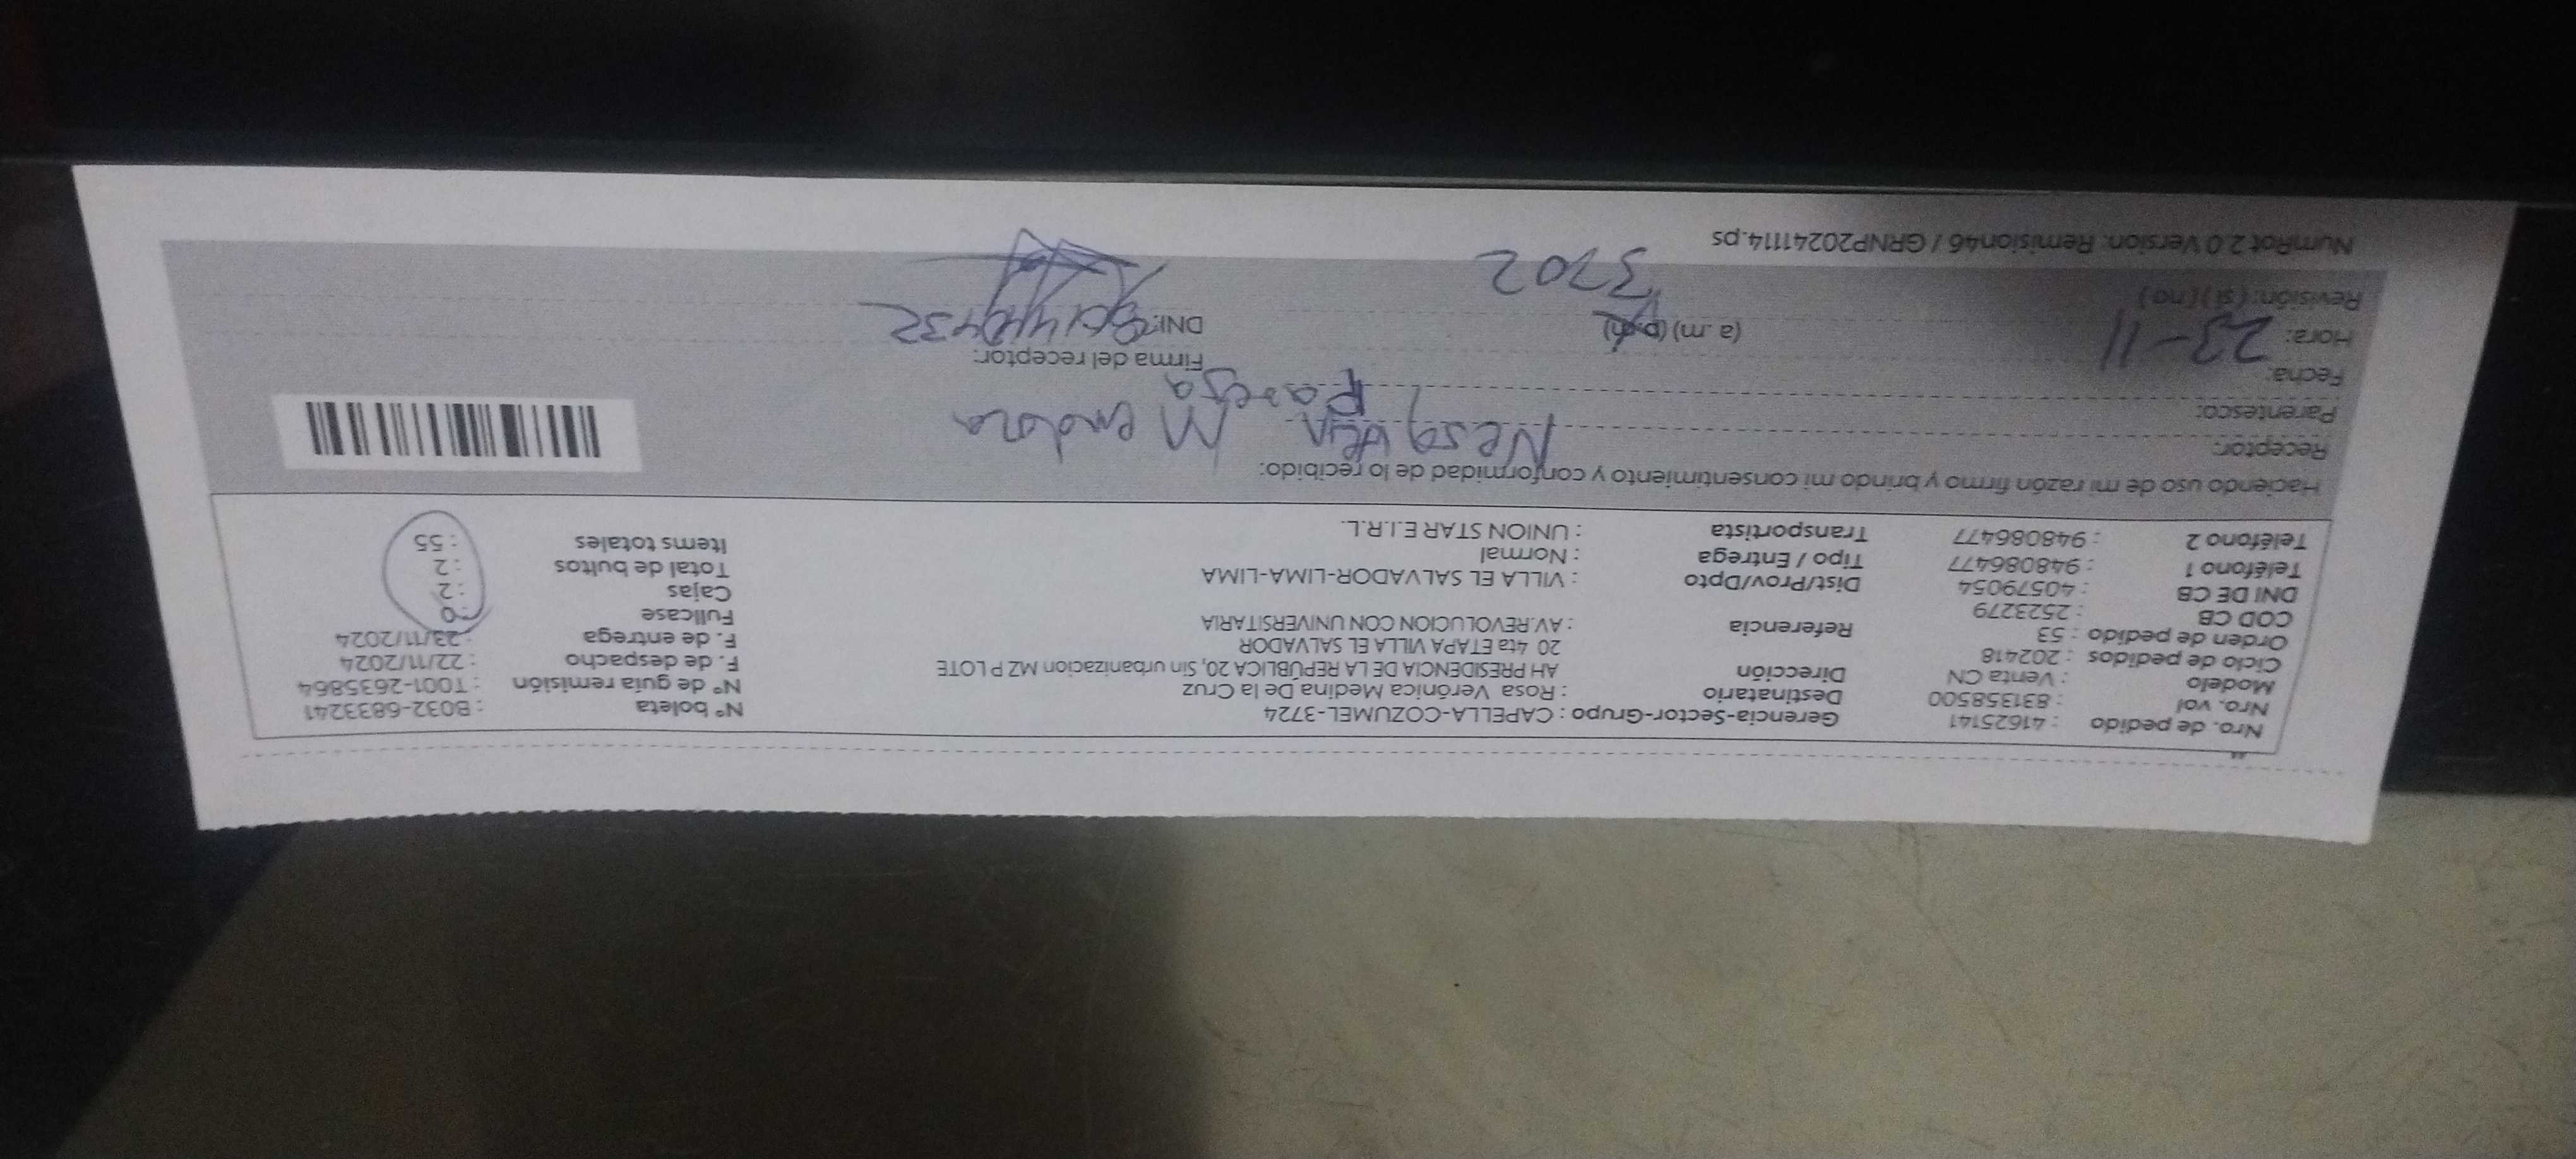 Nro. de pedido : 41625141 Gerencia-Sector-Grupo : CAPELLA-COZUMEL-3724 N° boleta : B032-6833241
Nro. vol : 831358500 Destinatario : Rosa Verónica Medina De la Cruz N° de guia remisión : T001-2635864
Modelo : Venta CN Dirección AH PRESIDENCIA DE LA REPÚBLICA 20, Sin urbanizacion MZ P LOTE F. de despacho : 22/11/2024
Ciclo de pedidos : 202418 20 4ta ETAPA VILLA EL SALVADOR F. de entrega : 23/11/2024
Orden de pedido : 53 Referencia : AV.REVOLUCION CON UNIVERSITARIA Fullcase : 0
COD CB : 2523279 Cajas : 2
DNI DE CB : 40579054 Dist/Prov/Dpto : VILLA EL SALVADOR-LIMA-LIMA Total de bultos : 2
Teléfono 1 : 948086477 Tipo / Entrega : Normal Items totales : 55
Teléfono 2 : 948086477 Transportista : UNION STAR E.I.R.L.
Haciendo uso de mi razón firmo y brindo mi consentimiento y conformidad de lo recibido:
Receptor: Mendoza
Parentesco: Pareja
Fecha: Firma del receptor:
Hora: 23-11 (a.m) (p.m) DNI:
Revisión: (si) (no) 3702
NumRot 2.0 Version: Remision46 / GRNP20241114.ps